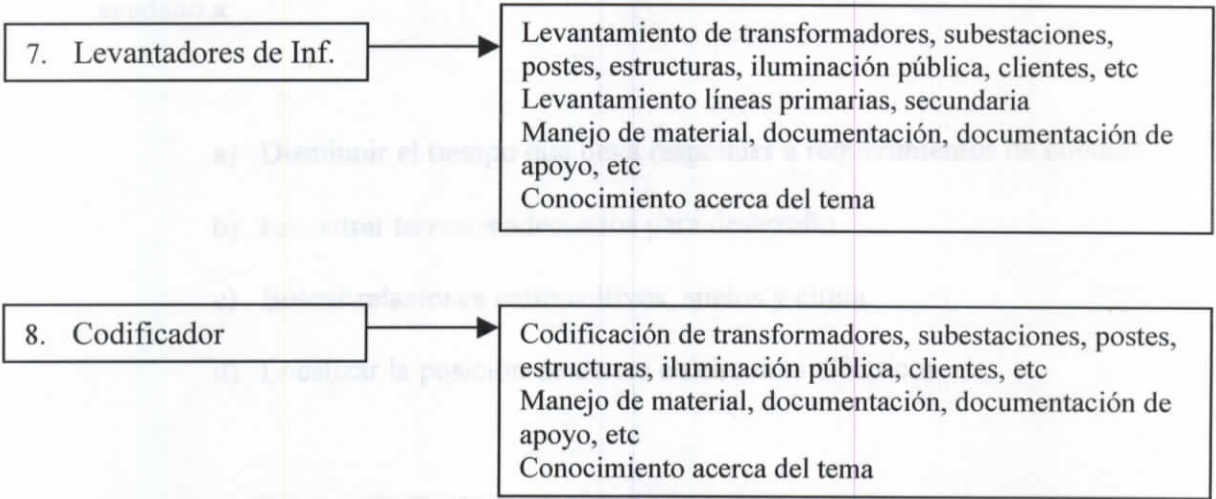 7. Levantadores de Inf.
Levantamiento de transformadores, subestaciones,
postes, estructuras, iluminación pública, clientes, etc
Levantamiento líneas primarias, secundaria
Manejo de material, documentación, documentación de
apoyo, etc
Conocimiento acerca del tema
8. Codificador
Codificación de transformadores, subestaciones, postes,
estructuras, iluminación pública, clientes, etc
Manejo de material, documentación, documentación de
apoyo, etc
Conocimiento acerca del tema